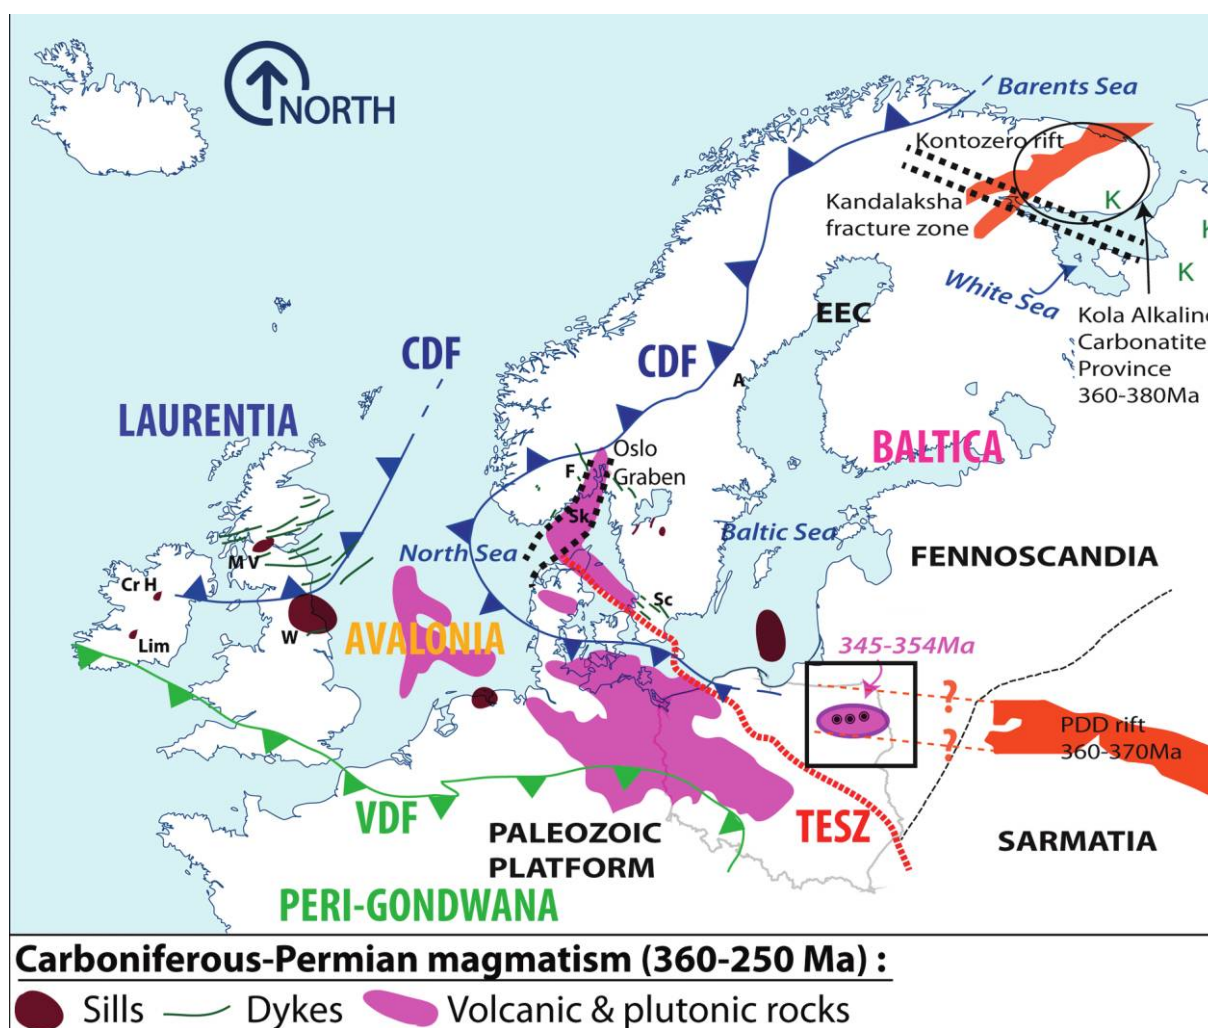 NORTH
Barents Sea
Kontozero rift
Kandalaksha
fracture zone
K
K
K
White Sea
EEC
Kola Alkaline
Carbonatite
Province
360-380Ma
CDF
CDF
A
LAURENTIA
BALTICA
Oslo
Graben
F
Sk
North Sea
Baltic Sea
FENNOSCANDIA
M V
Cr H
Sc
W
Lim
AVALONIA
345-354Ma
?
?
PDD rift
360-370Ma
VDF
PALEOZOIC
PLATFORM
TESZ
SARMATIA
PERI-GONDWANA
Carboniferous-Permian magmatism (360-250 Ma) :
Sills
Dykes
Volcanic & plutonic rocks